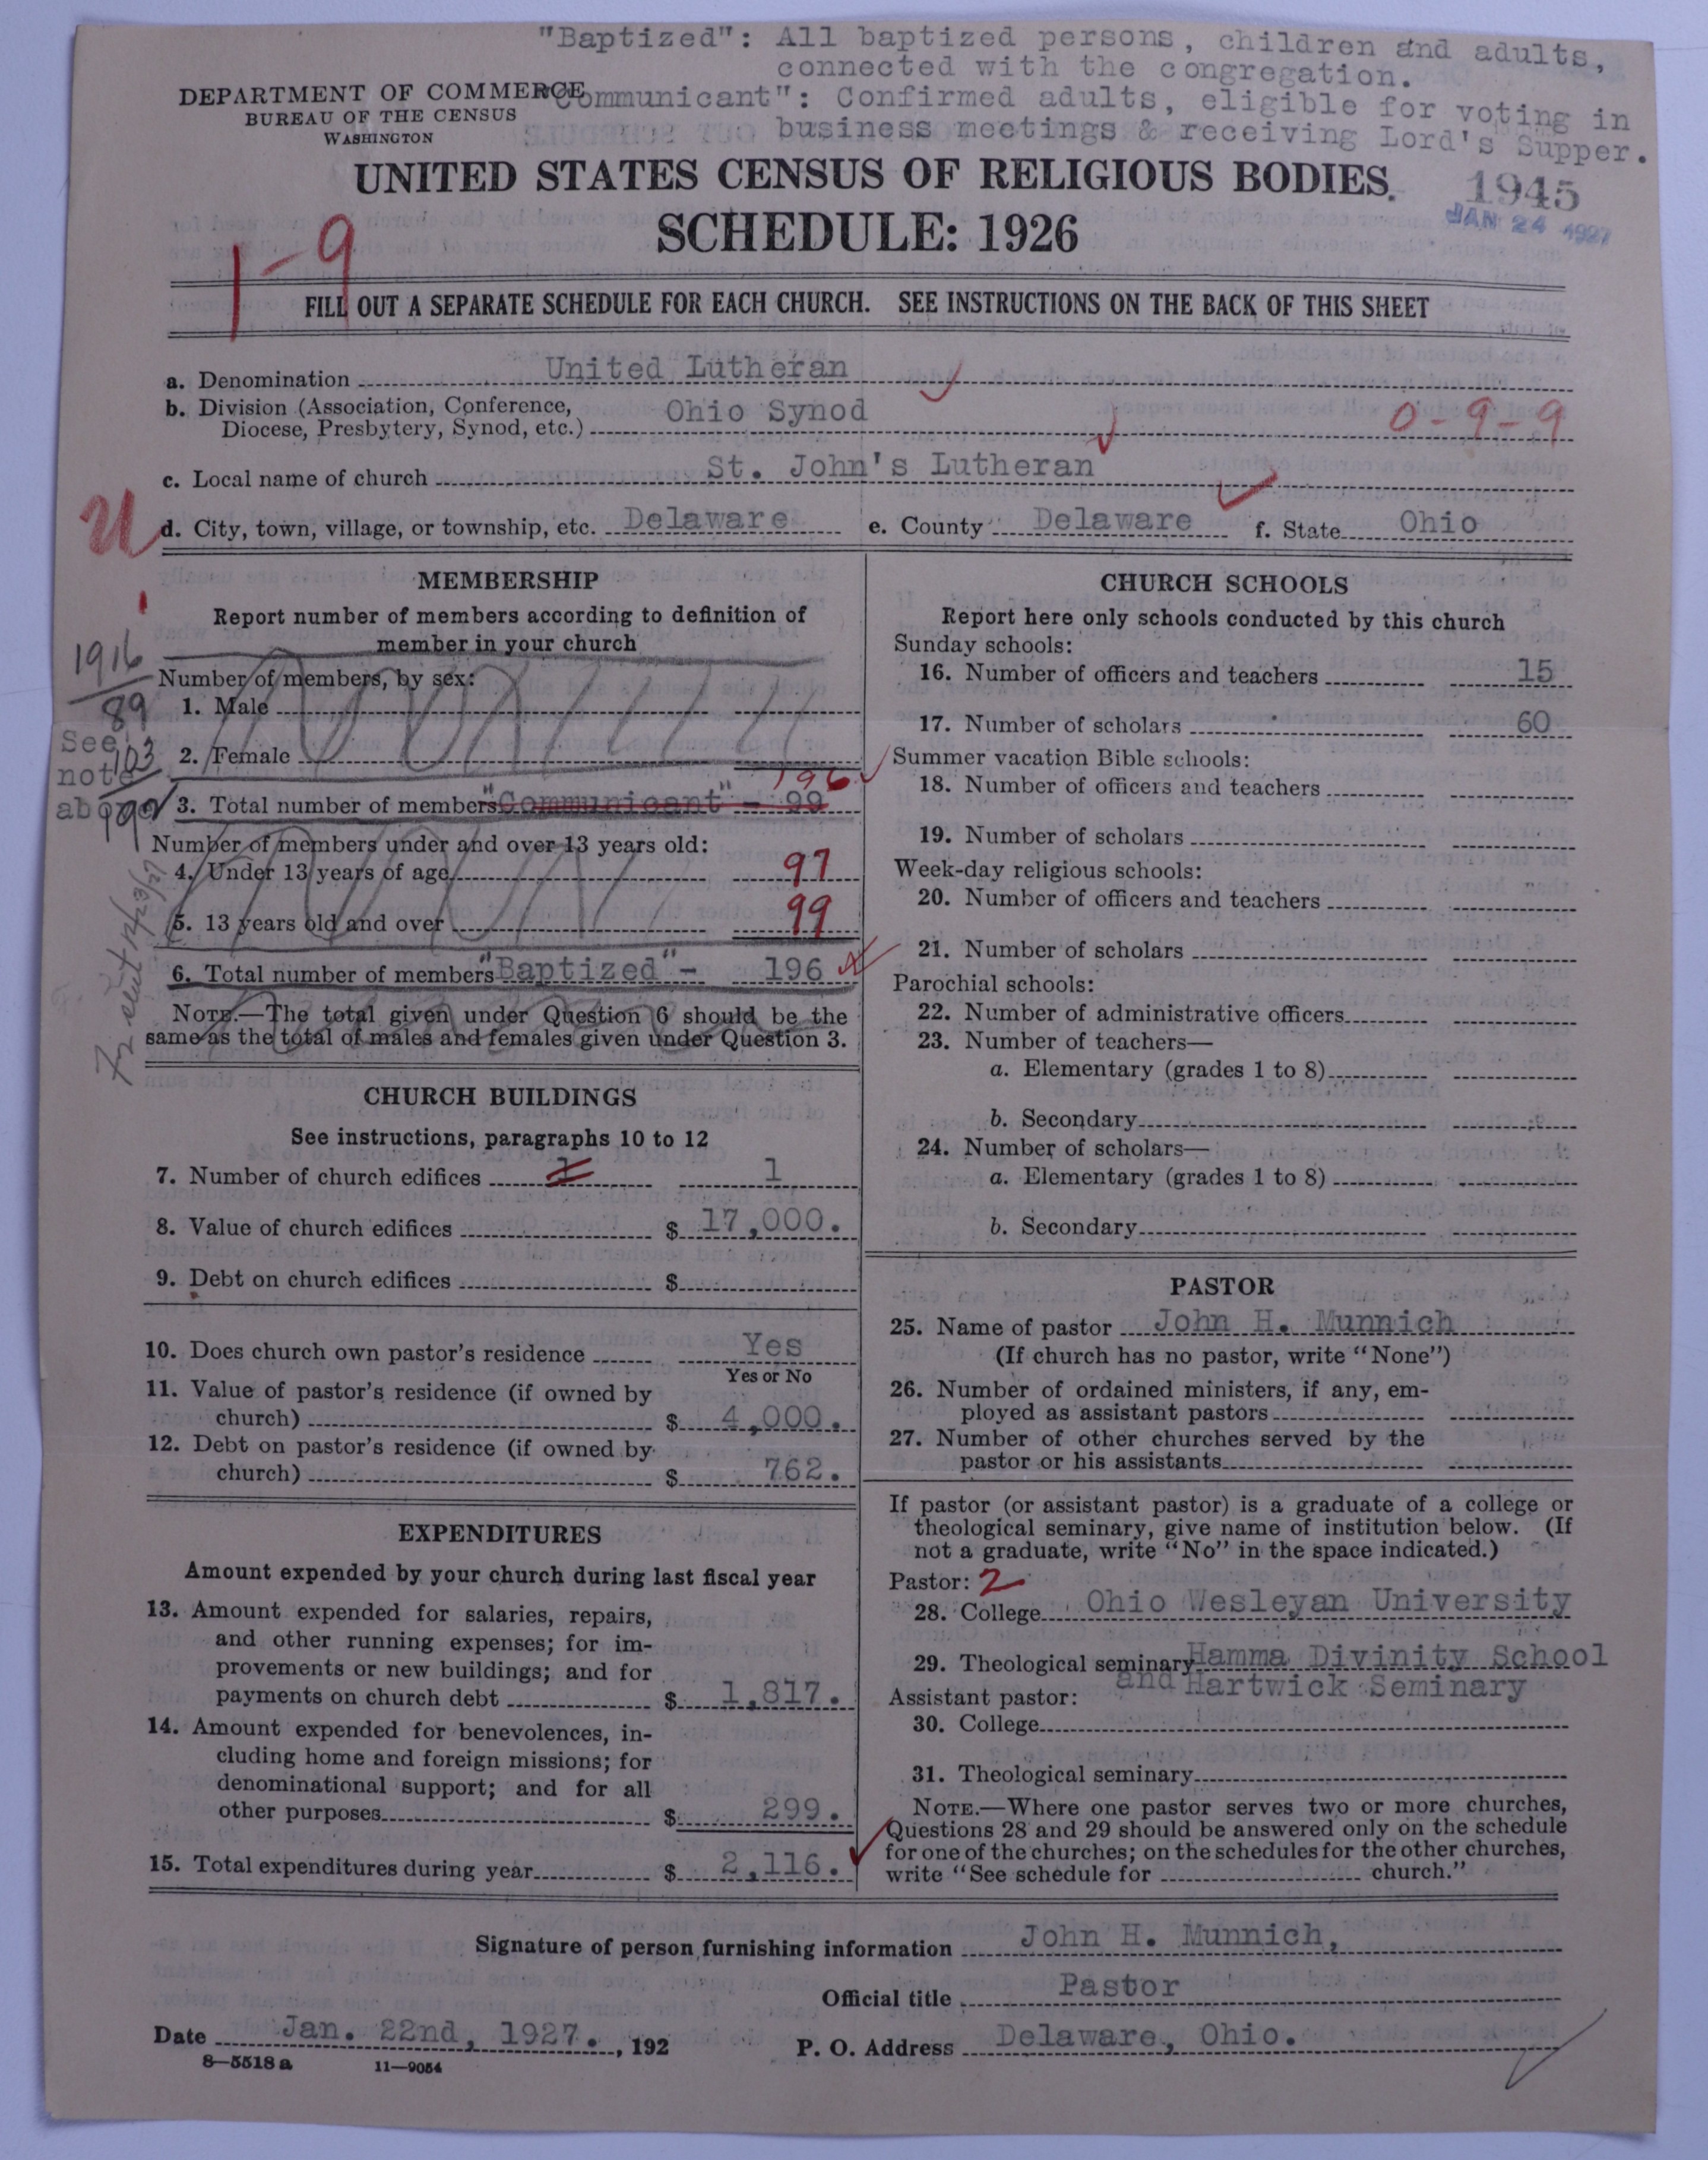 "Baptized": All baptized persons, children and adults,
connected with the congregation.
DEPARTMENT OF COMMERCE
"Communicant": Confirmed adults, eligible for voting in
BUREAU OF THE CENSUS
business meetings & receiving Lord's Supper.
WASHINGTON
UNITED STATES CENSUS OF RELIGIOUS BODIES.
1945
SCHEDULE: 1926
JAN 24 1927
1-9
FILL OUT A SEPARATE SCHEDULE FOR EACH CHURCH. SEE INSTRUCTIONS ON THE BACK OF THIS SHEET
a. Denomination United Lutheran
b. Division (Association, Conference,
Diocese, Presbytery, Synod, etc.) Ohio Synod
0-9-9
c. Local name of church St. John's Lutheran
d. City, town, village, or township, etc. Delaware e. County Delaware f. State Ohio
MEMBERSHIP
Report number of members according to definition of
member in your church
1916
89
Number of members, by sex:
1. Male
See
note
above
103
2. Female
196
3. Total number of members "Communicant" - 99
Number of members under and over 13 years old:
4. Under 13 years of age 97
5. 13 years old and over 99
6. Total number of members "Baptized" - 196
NOTE.—The total given under Question 6 should be the
same as the total of males and females given under Question 3.
CHURCH BUILDINGS
See instructions, paragraphs 10 to 12
7. Number of church edifices 1 1
8. Value of church edifices $ 17,000.
9. Debt on church edifices $
10. Does church own pastor's residence Yes
Yes or No
11. Value of pastor's residence (if owned by
church) $ 4,000.
12. Debt on pastor's residence (if owned by
church) $ 762.
EXPENDITURES
Amount expended by your church during last fiscal year
13. Amount expended for salaries, repairs,
and other running expenses; for im-
provements or new buildings; and for
payments on church debt $ 1,817.
14. Amount expended for benevolences, in-
cluding home and foreign missions; for
denominational support; and for all
other purposes $ 299.
15. Total expenditures during year $ 2,116.
CHURCH SCHOOLS
Report here only schools conducted by this church
Sunday schools:
16. Number of officers and teachers 15
17. Number of scholars 60
Summer vacation Bible schools:
18. Number of officers and teachers
19. Number of scholars
Week-day religious schools:
20. Number of officers and teachers
21. Number of scholars
Parochial schools:
22. Number of administrative officers
23. Number of teachers—
a. Elementary (grades 1 to 8)
b. Secondary
24. Number of scholars—
a. Elementary (grades 1 to 8)
b. Secondary
PASTOR
25. Name of pastor John H. Munnich
(If church has no pastor, write "None")
26. Number of ordained ministers, if any, em-
ployed as assistant pastors
27. Number of other churches served by the
pastor or his assistants
If pastor (or assistant pastor) is a graduate of a college or
theological seminary, give name of institution below. (If
not a graduate, write "No" in the space indicated.)
Pastor: 2
28. College Ohio Wesleyan University
29. Theological seminary Hamma Divinity School
and Hartwick Seminary
Assistant pastor:
30. College
31. Theological seminary
NOTE.—Where one pastor serves two or more churches,
Questions 28 and 29 should be answered only on the schedule
for one of the churches; on the schedules for the other churches,
write "See schedule for church."
Signature of person furnishing information John H. Munnich,
Official title Pastor
Date Jan. 22nd, 1927. , 192
P. O. Address Delaware, Ohio.
8—5518 a 11—9054